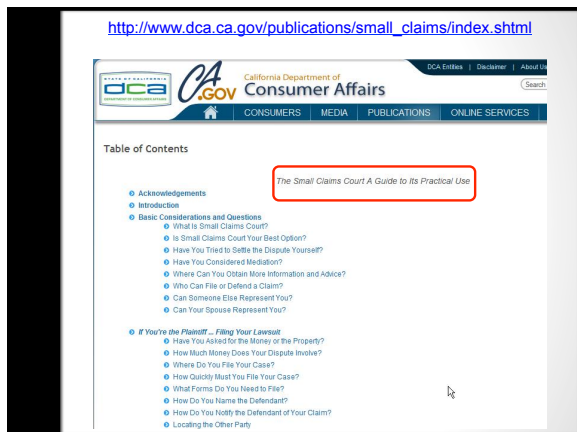 http://www.dca.ca.gov/publications/small_claims/index.shtml
DCA Entities | Disclaimer | About Us
STATE OF CALIFORNIA
dca
DEPARTMENT OF CONSUMER AFFAIRS
CA
.GOV
California Department of
Consumer Affairs
Search
CONSUMERS MEDIA PUBLICATIONS ONLINE SERVICES
Table of Contents
The Small Claims Court A Guide to Its Practical Use
Acknowledgements
Introduction
Basic Considerations and Questions
What Is Small Claims Court?
Is Small Claims Court Your Best Option?
Have You Tried to Settle the Dispute Yourself?
Have You Considered Mediation?
Where Can You Obtain More Information and Advice?
Who Can File or Defend a Claim?
Can Someone Else Represent You?
Can Your Spouse Represent You?
If You're the Plaintiff ... Filing Your Lawsuit
Have You Asked for the Money or the Property?
How Much Money Does Your Dispute Involve?
Where Do You File Your Case?
How Quickly Must You File Your Case?
What Forms Do You Need to File?
How Do You Name the Defendant?
How Do You Notify the Defendant of Your Claim?
Locating the Other Party